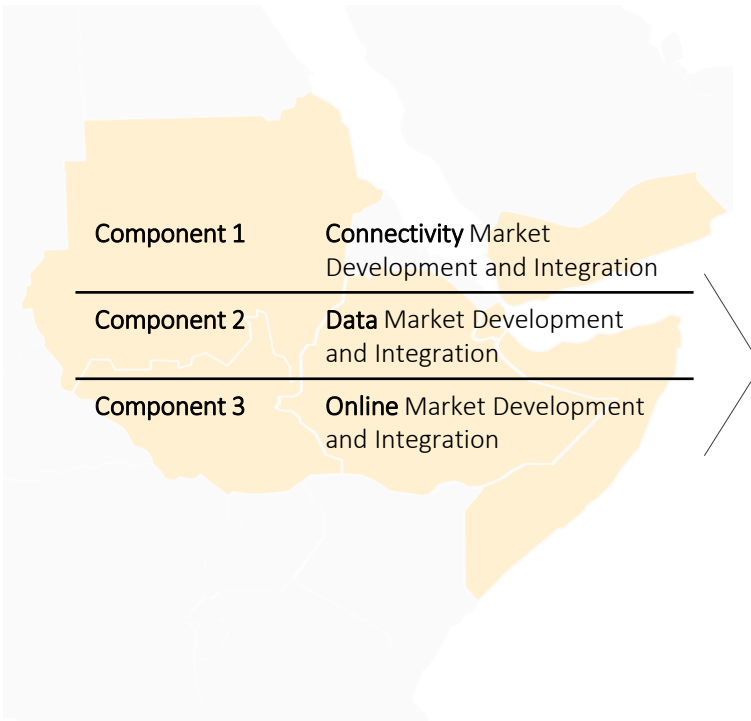 Component 1 Connectivity Market
Development and Integration
Component 2 Data Market Development
and Integration
Component 3 Online Market Development
and Integration